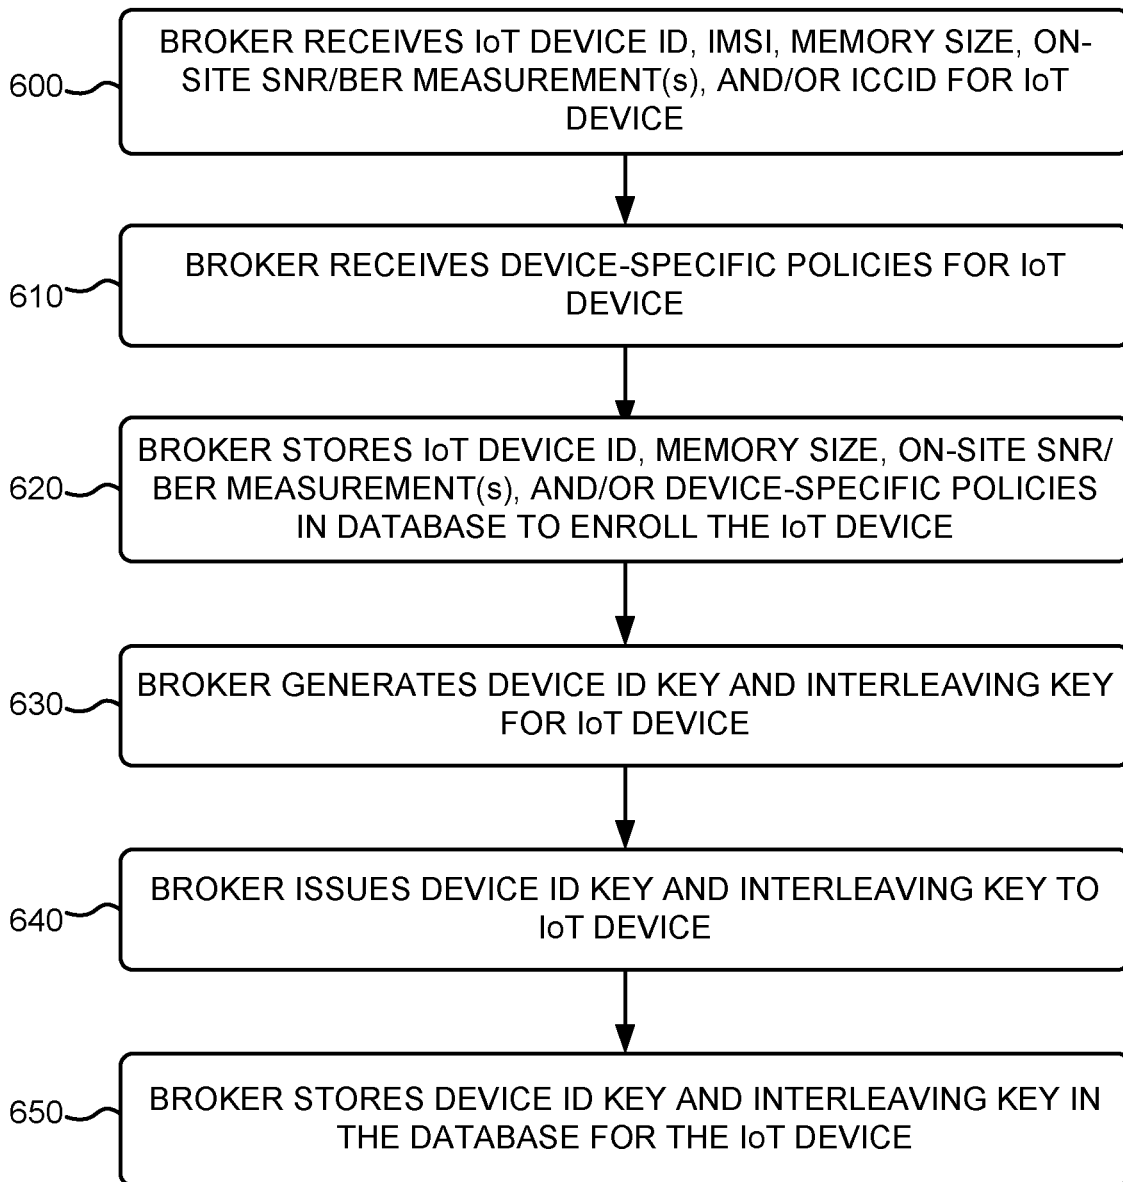 BROKER RECEIVES IoT DEVICE ID, IMSI, MEMORY SIZE, ON-
SITE SNR/BER MEASUREMENT(s), AND/OR ICCID FOR IoT
DEVICE
600
BROKER RECEIVES DEVICE-SPECIFIC POLICIES FOR IoT
DEVICE
610
BROKER STORES IoT DEVICE ID, MEMORY SIZE, ON-SITE SNR/
BER MEASUREMENT(s), AND/OR DEVICE-SPECIFIC POLICIES
IN DATABASE TO ENROLL THE IoT DEVICE
620
BROKER GENERATES DEVICE ID KEY AND INTERLEAVING KEY
FOR IoT DEVICE
630
BROKER ISSUES DEVICE ID KEY AND INTERLEAVING KEY TO
IoT DEVICE
640
BROKER STORES DEVICE ID KEY AND INTERLEAVING KEY IN
THE DATABASE FOR THE IoT DEVICE
650